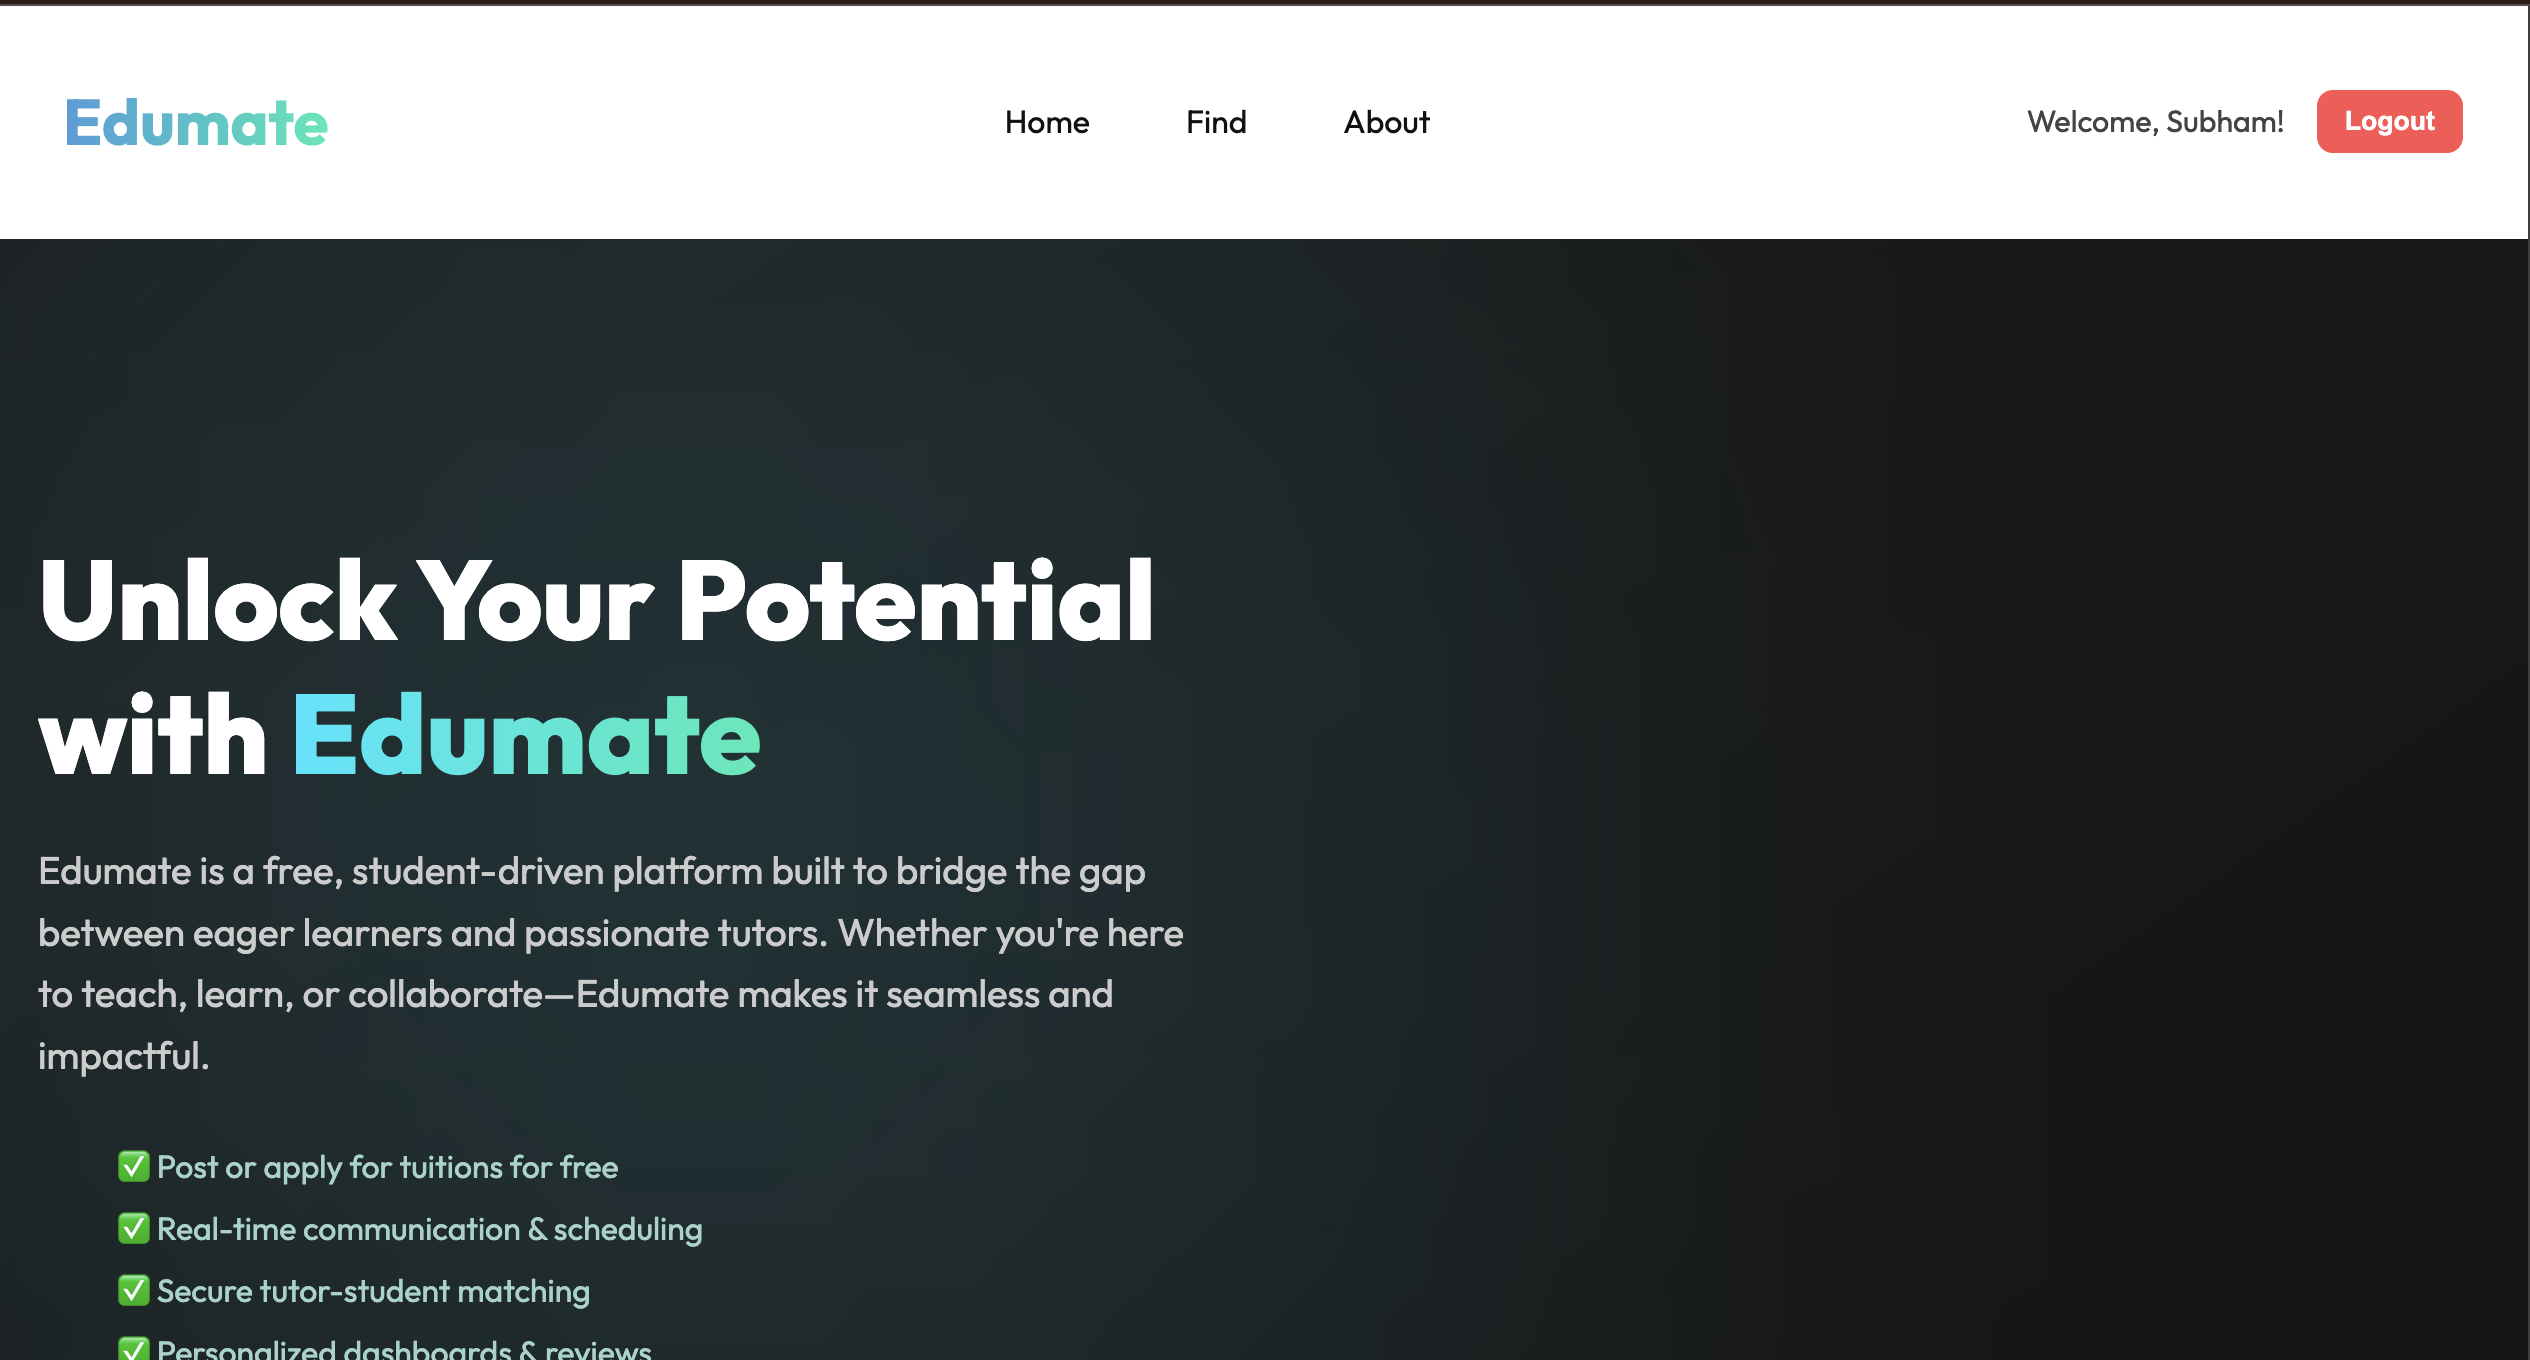 Edumate
Home
Find
About
Welcome, Subham!
Logout
Unlock Your Potential
with Edumate
Edumate is a free, student-driven platform built to bridge the gap
between eager learners and passionate tutors. Whether you're here
to teach, learn, or collaborate—Edumate makes it seamless and
impactful.
✅ Post or apply for tuitions for free
✅ Real-time communication & scheduling
✅ Secure tutor-student matching
✅ Personalized dashboards & reviews